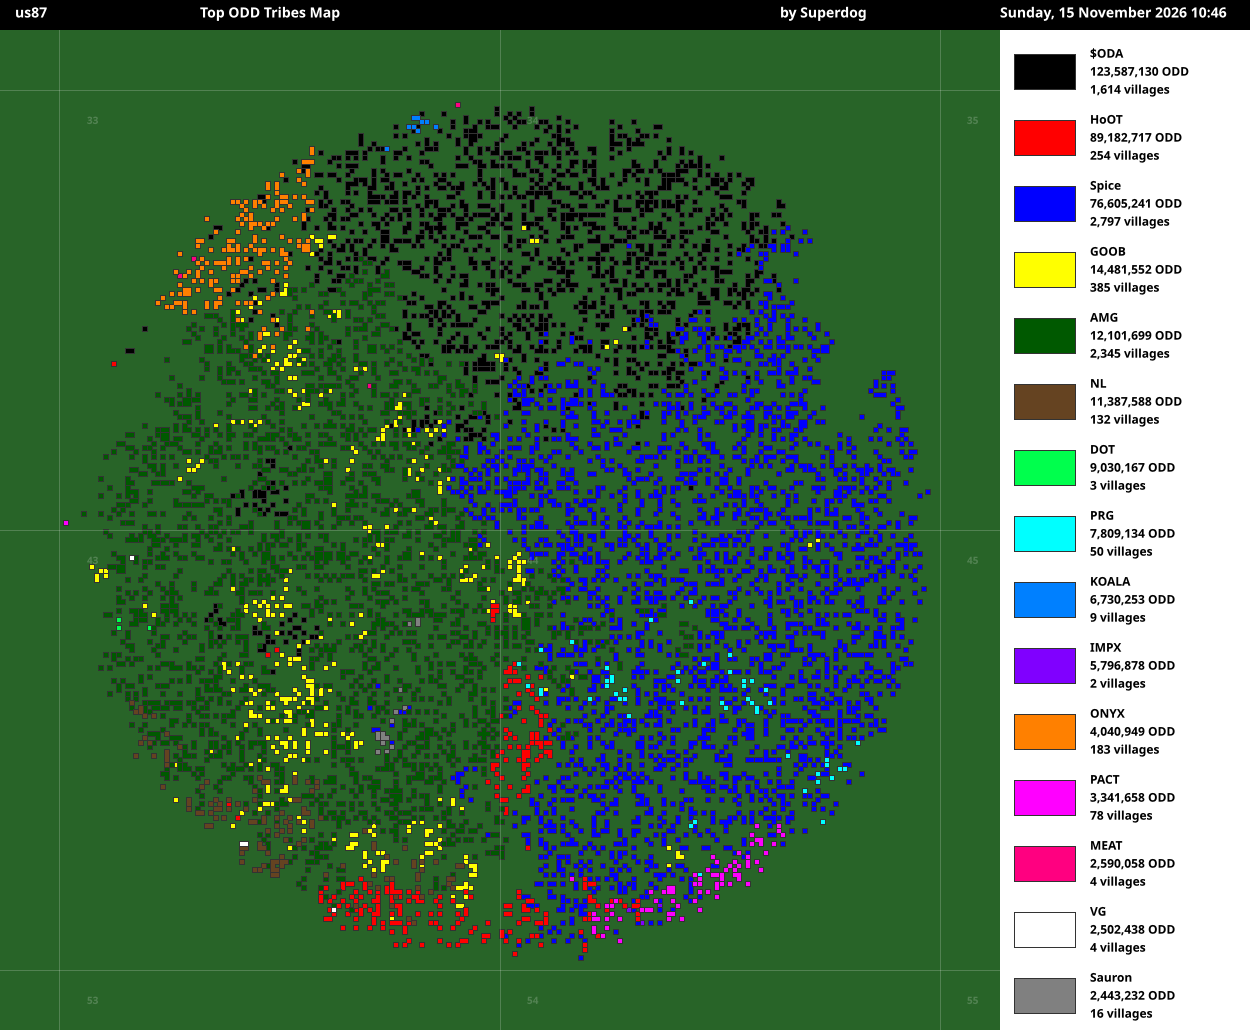 us87
Top ODD Tribes Map
by Superdog
Sunday, 15 November 2026 10:46
33
34
35
43
44
45
53
54
55
$ODA
123,587,130 ODD
1,614 villages
HoOT
89,182,717 ODD
254 villages
Spice
76,605,241 ODD
2,797 villages
GOOB
14,481,552 ODD
385 villages
AMG
12,101,699 ODD
2,345 villages
NL
11,387,588 ODD
132 villages
DOT
9,030,167 ODD
3 villages
PRG
7,809,134 ODD
50 villages
KOALA
6,730,253 ODD
9 villages
IMPX
5,796,878 ODD
2 villages
ONYX
4,040,949 ODD
183 villages
PACT
3,341,658 ODD
78 villages
MEAT
2,590,058 ODD
4 villages
VG
2,502,438 ODD
4 villages
Sauron
2,443,232 ODD
16 villages